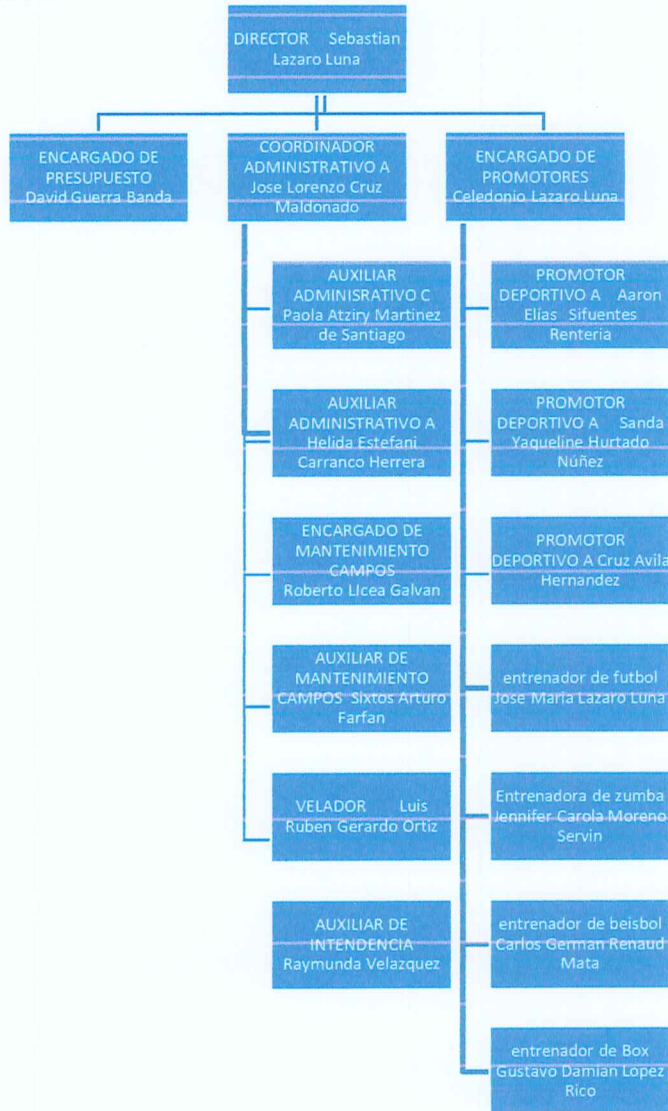 DIRECTOR Sebastian
Lazaro Luna
ENCARGADO DE
PRESUPUESTO
David Guerra Banda
COORDINADOR
ADMINISTRATIVO A
Jose Lorenzo Cruz
Maldonado
ENCARGADO DE
PROMOTORES
Celedonio Lazaro Luna
AUXILIAR
ADMINISRATIVO C
Paola Atziry Martinez
de Santiago
AUXILIAR
ADMINISTRATIVO A
Helida Estefani
Carranco Herrera
ENCARGADO DE
MANTENIMIENTO
CAMPOS
Roberto LIcea Galvan
AUXILIAR DE
MANTENIMIENTO
CAMPOS Sixtos Arturo
Farfan
VELADOR Luis
Ruben Gerardo Ortiz
AUXILIAR DE
INTENDENCIA
Raymunda Velazquez
PROMOTOR
DEPORTIVO A Aaron
Elías Sifuentes
Renteria
PROMOTOR
DEPORTIVO A Sanda
Yaqueline Hurtado
Núñez
PROMOTOR
DEPORTIVO A Cruz Avila
Hernandez
entrenador de futbol
Jose Maria Lazaro Luna
Entrenadora de zumba
Jennifer Carola Moreno
Servin
entrenador de beisbol
Carlos German Renaud
Mata
entrenador de Box
Gustavo Damian Lopez
Rico